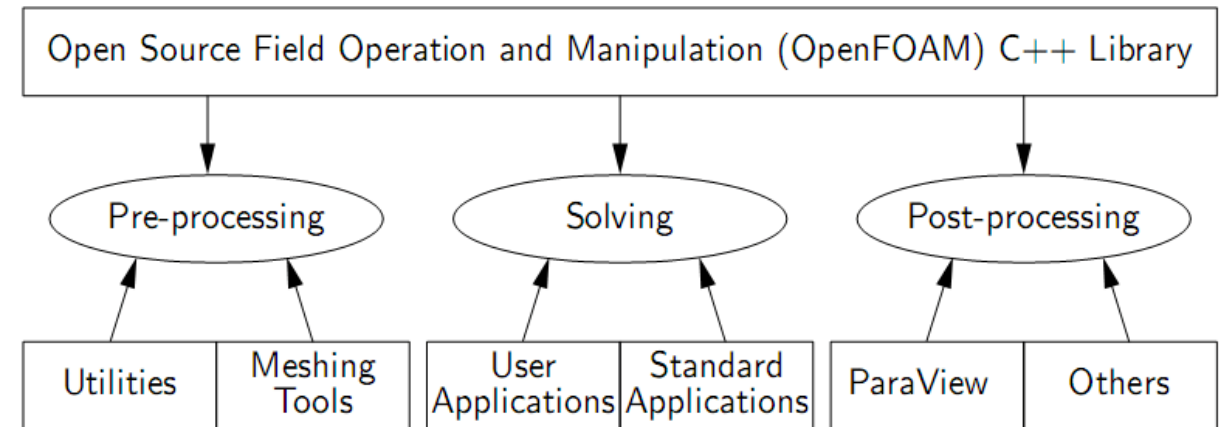 Open Source Field Operation and Manipulation (OpenFOAM) C++ Library
Pre-processing
Solving
Post-processing
Utilities
Meshing
Tools
User
Applications
Standard
Applications
ParaView
Others